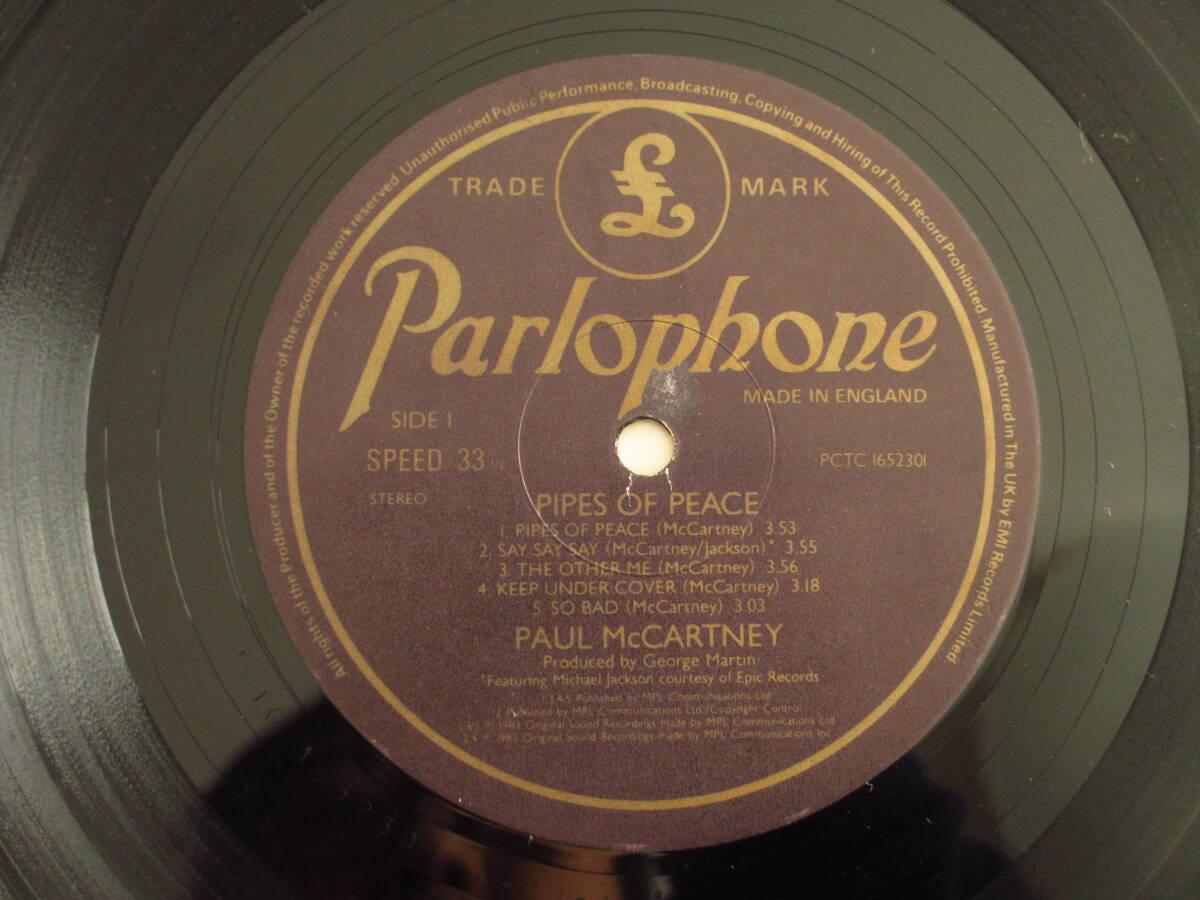 All rights of the Producer and of the Owner of the recorded work reserved. Unauthorised Public Performance, Broadcasting, Copying and Hiring of This Record Prohibited. Manufactured in The UK by EMI Records Limited
TRADE £ MARK
Parlophone
MADE IN ENGLAND
SIDE 1
SPEED 33
PCTC 1652301
STEREO
PIPES OF PEACE
1. PIPES OF PEACE (McCartney) 3.53
2. SAY SAY SAY (McCartney/Jackson)* 3.55
3. THE OTHER ME (McCartney) 3.56
4. KEEP UNDER COVER (McCartney) 3.18
5. SO BAD (McCartney) 3.03
PAUL McCARTNEY
Produced by George Martin
*Featuring Michael Jackson courtesy of Epic Records
1,3,4,5 Published by MPL Communications Ltd
2 Published by MPL Communications Ltd./Copyright Control
1,3,5 ℗ 1983 Original Sound Recordings made by MPL Communications Ltd
2,4 ℗ 1983 Original Sound Recordings made by MPL Communications Inc